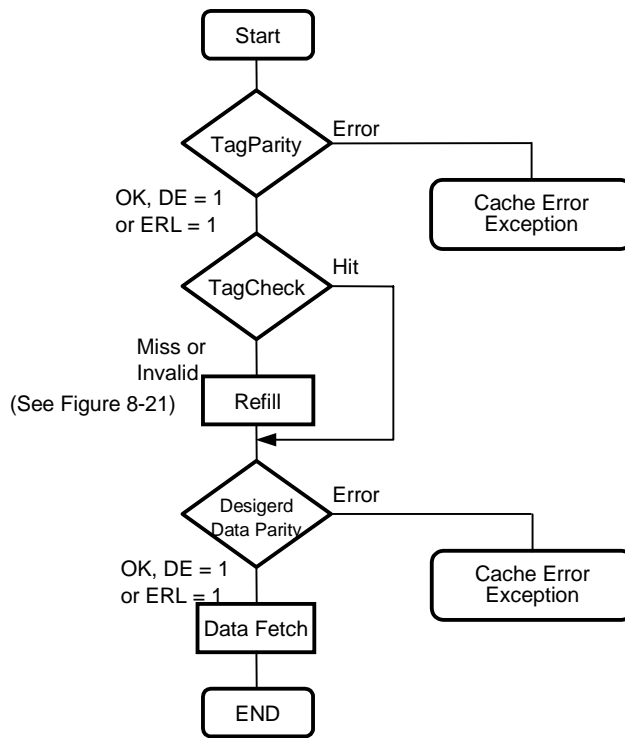 Start
TagParity
Error
Cache Error
Exception
OK, DE = 1
or ERL = 1
TagCheck
Hit
Miss or
Invalid
(See Figure 8-21)
Refill
Desigerd
Data Parity
Error
Cache Error
Exception
OK, DE = 1
or ERL = 1
Data Fetch
END